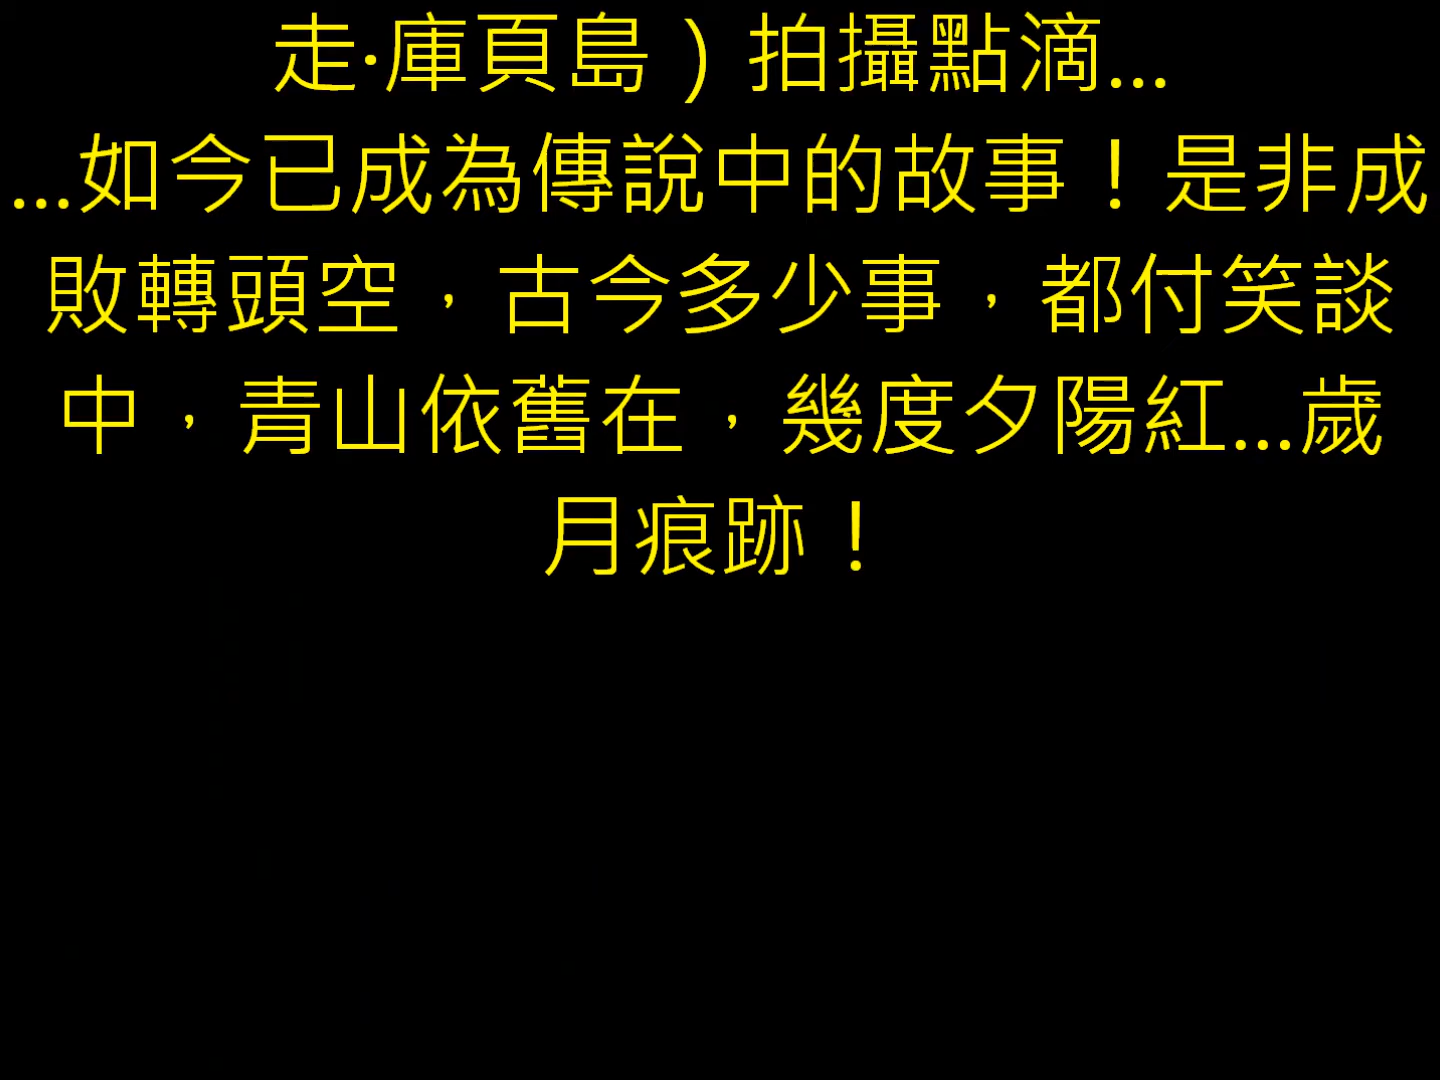 走·庫頁島）拍攝點滴...
...如今已成為傳說中的故事！是非成
敗轉頭空，古今多少事，都付笑談
中，青山依舊在，幾度夕陽紅...歲
月痕跡！